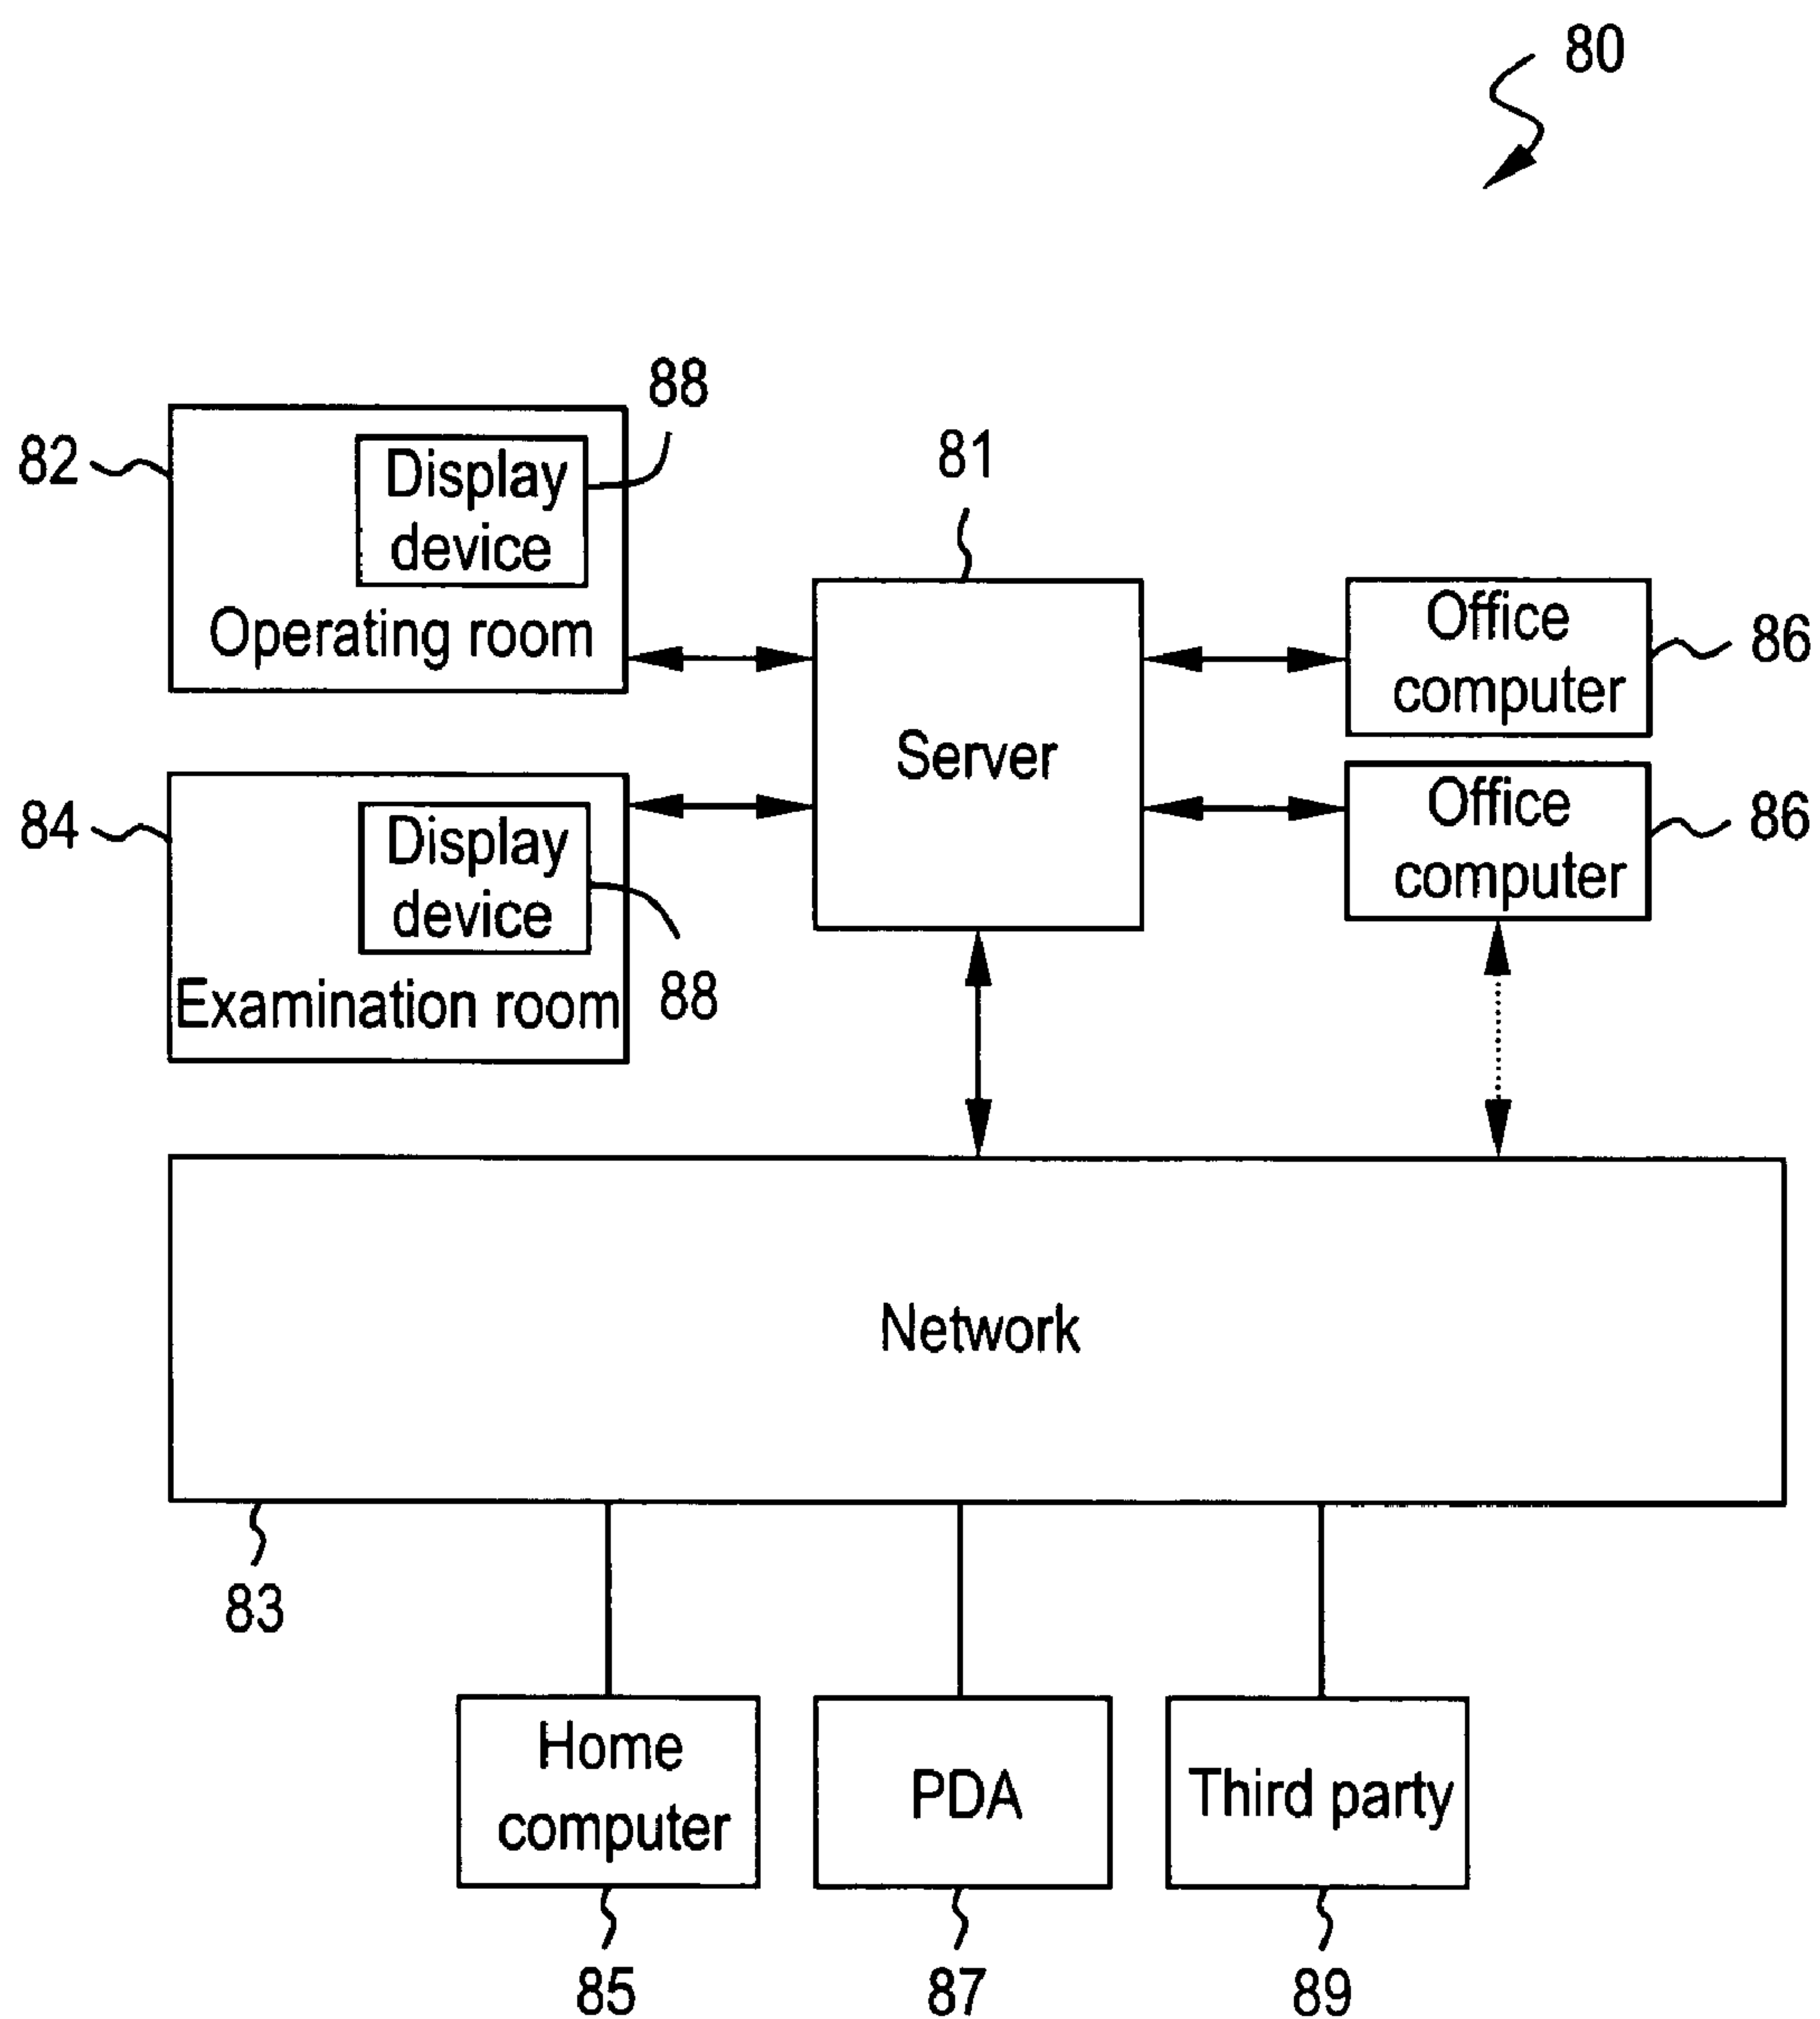 80
88
82
Display
device
Operating room
81
Office
computer
86
Server
84
Display
device
Examination room
88
Office
computer
86
Network
83
Home
computer
PDA
Third party
85
87
89